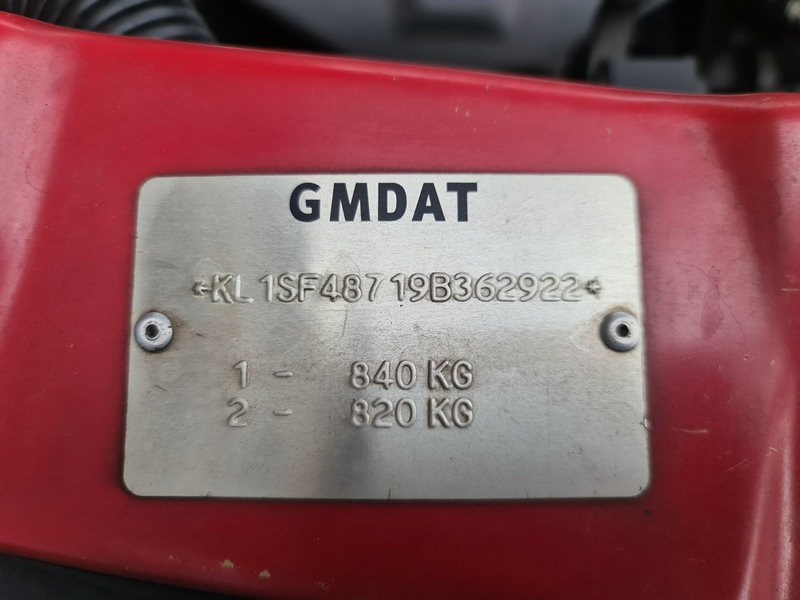 GMDAT
*KL1SF48719B362922*
1 - 840 KG
2 - 820 KG